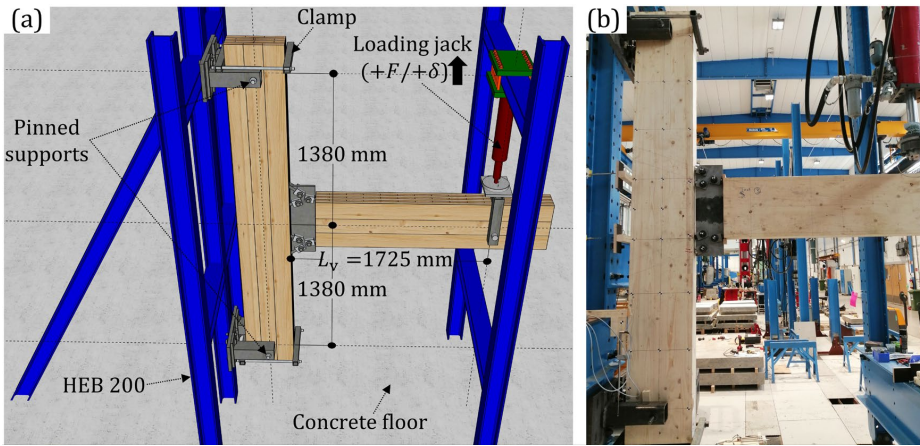 (a)
Clamp
Loading jack
(+F/+δ)
Pinned
supports
1380 mm
L_v =1725 mm
1380 mm
HEB 200
Concrete floor
(b)